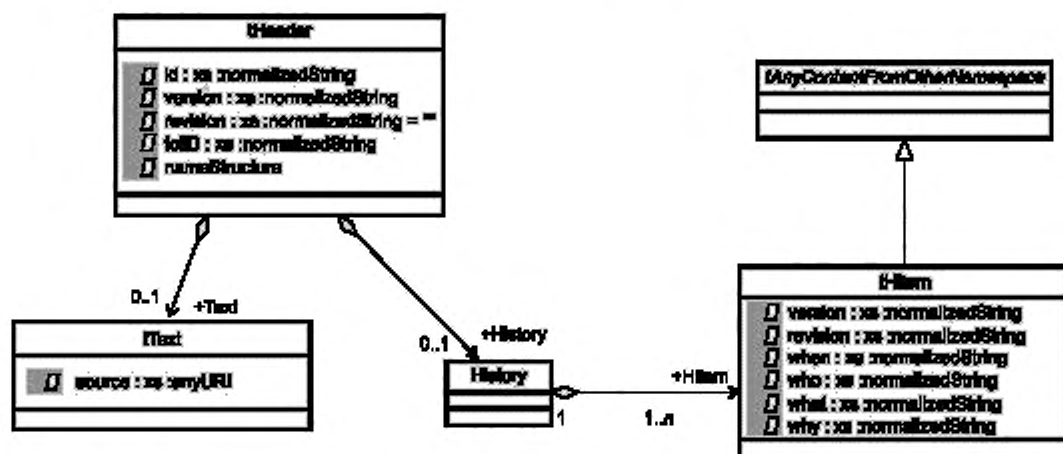 tHeader
id : xs :normalizedString
version : xs :normalizedString
revision : xs :normalizedString = ""
toolID : xs :normalizedString
nameStructure
tAnyContentFromOtherNamespace
0..1
+Text
tText
source : xs :anyURI
+History
0..1
History
1
+Hitem
1..n
tHitem
version : xs :normalizedString
revision : xs :normalizedString
when : xs :normalizedString
who : xs :normalizedString
what : xs :normalizedString
why : xs :normalizedString